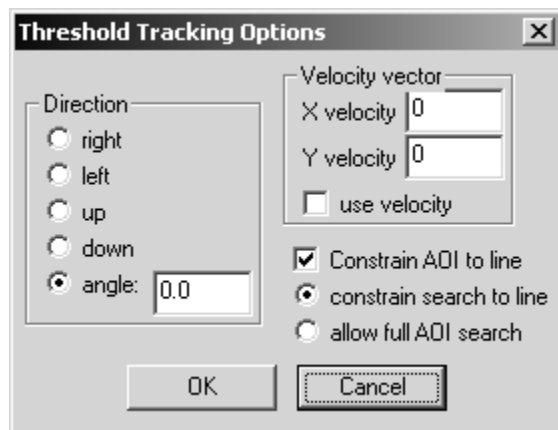 Threshold Tracking Options
Direction
right
left
up
down
angle: 0.0
Velocity vector
X velocity 0
Y velocity 0
use velocity
Constrain AOI to line
constrain search to line
allow full AOI search
OK
Cancel